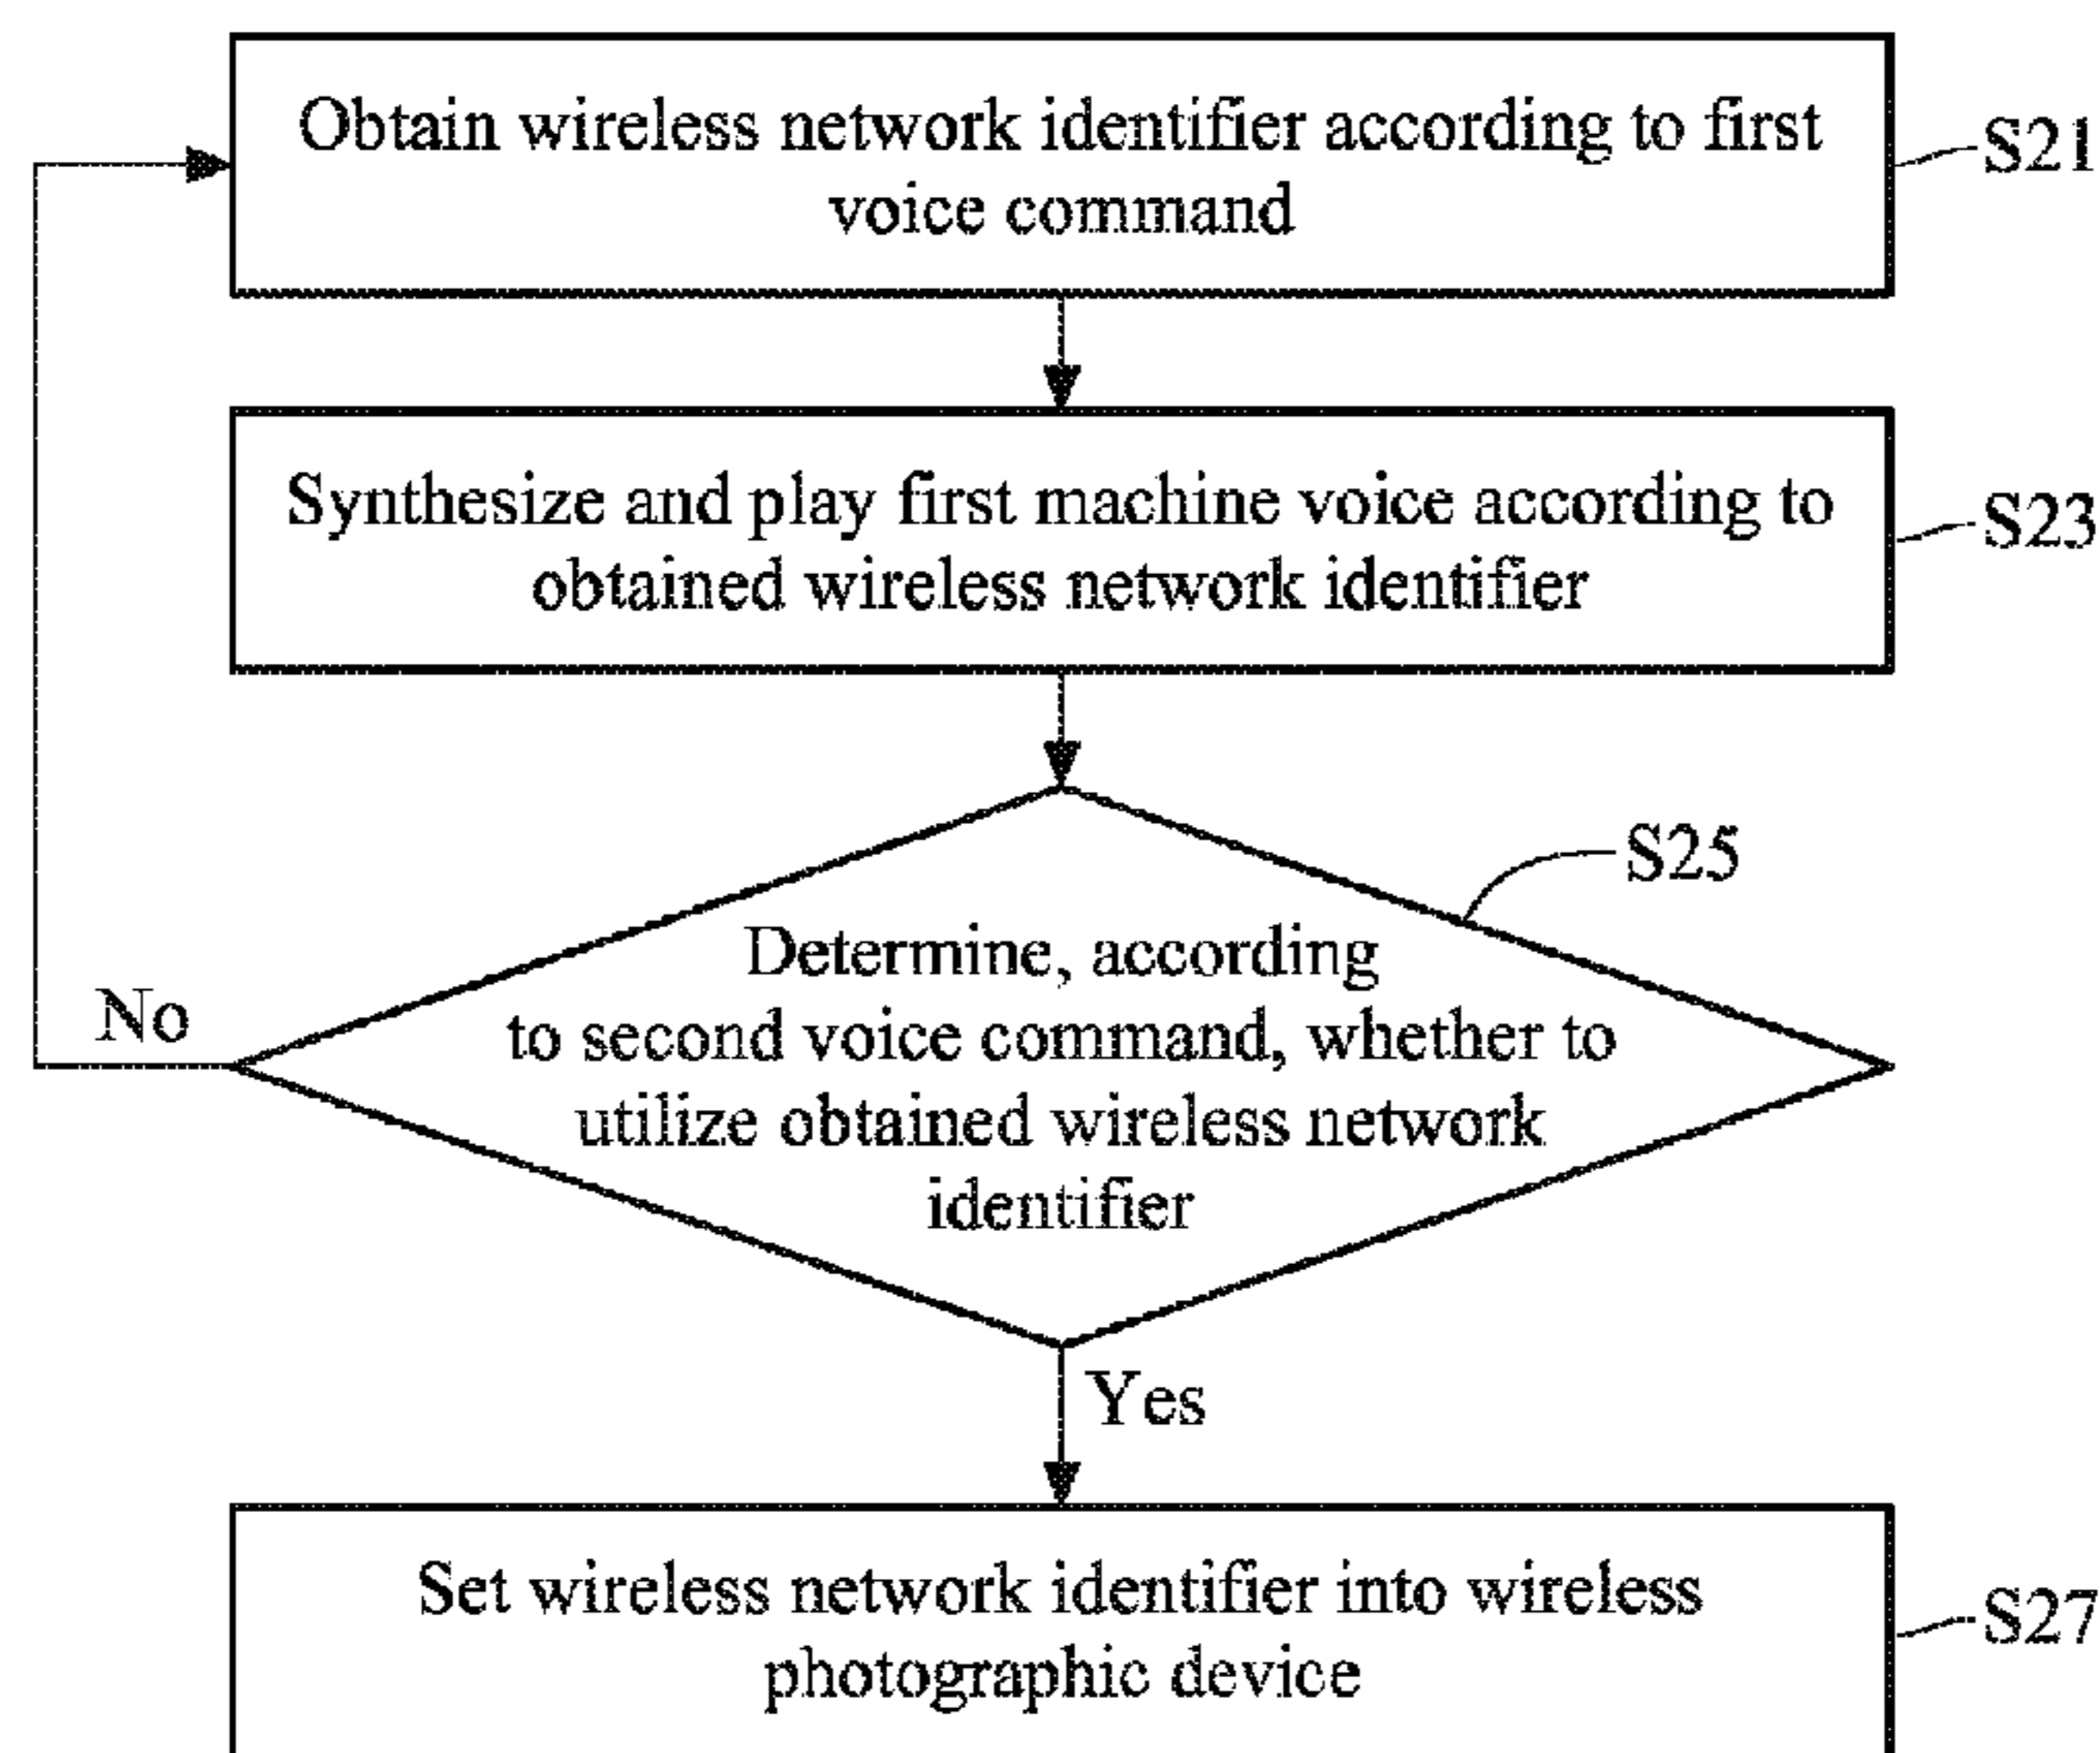 Obtain wireless network identifier according to first
voice command
S21
Synthesize and play first machine voice according to
obtained wireless network identifier
S23
S25
Determine, according
to second voice command, whether to
utilize obtained wireless network
identifier
No
Yes
Set wireless network identifier into wireless
photographic device
S27